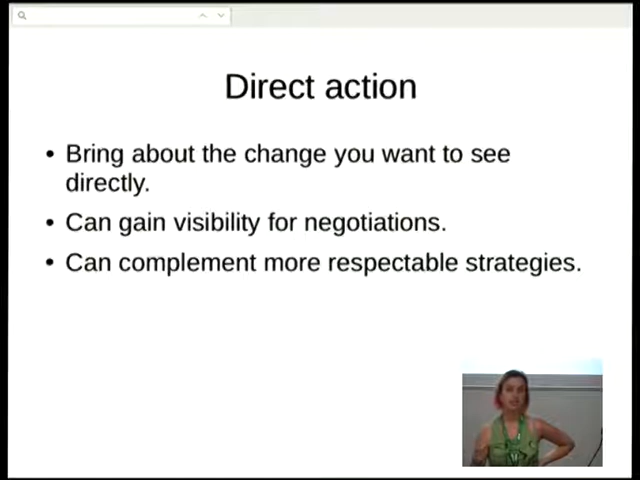 Direct action
• Bring about the change you want to see
directly.
• Can gain visibility for negotiations.
• Can complement more respectable strategies.